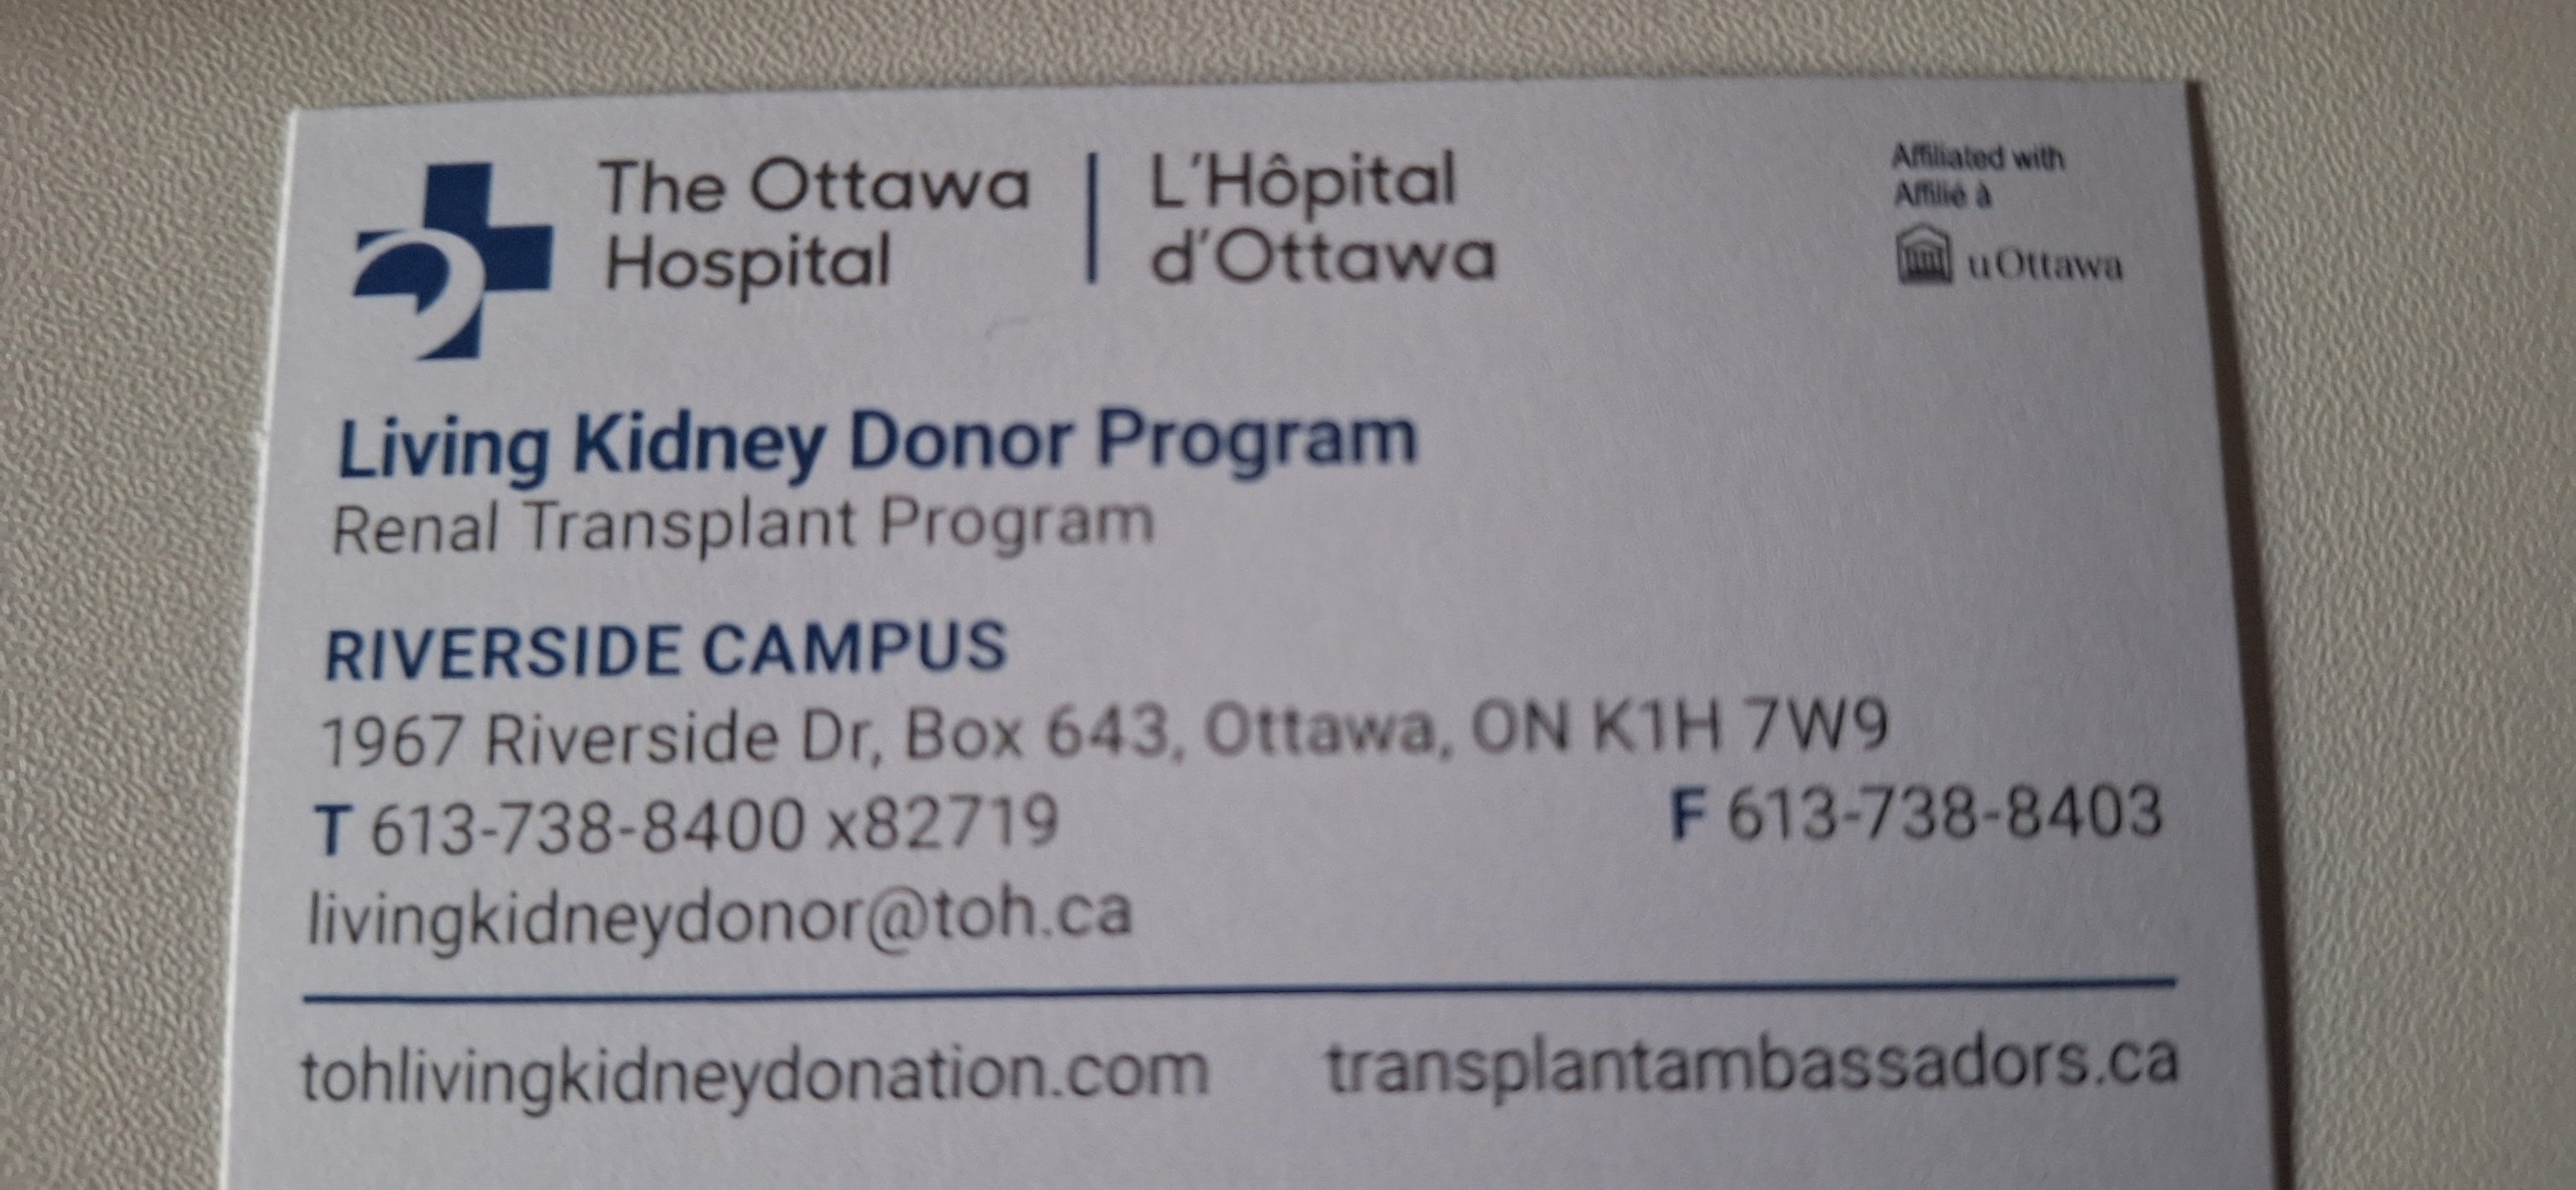 The Ottawa
Hospital
L'Hôpital
d'Ottawa
Affiliated with
Affilié à
uOttawa
Living Kidney Donor Program
Renal Transplant Program
RIVERSIDE CAMPUS
1967 Riverside Dr, Box 643, Ottawa, ON K1H 7W9
T 613-738-8400 x82719 F 613-738-8403
livingkidneydonor@toh.ca
tohlivingkidneydonation.com transplantambassadors.ca